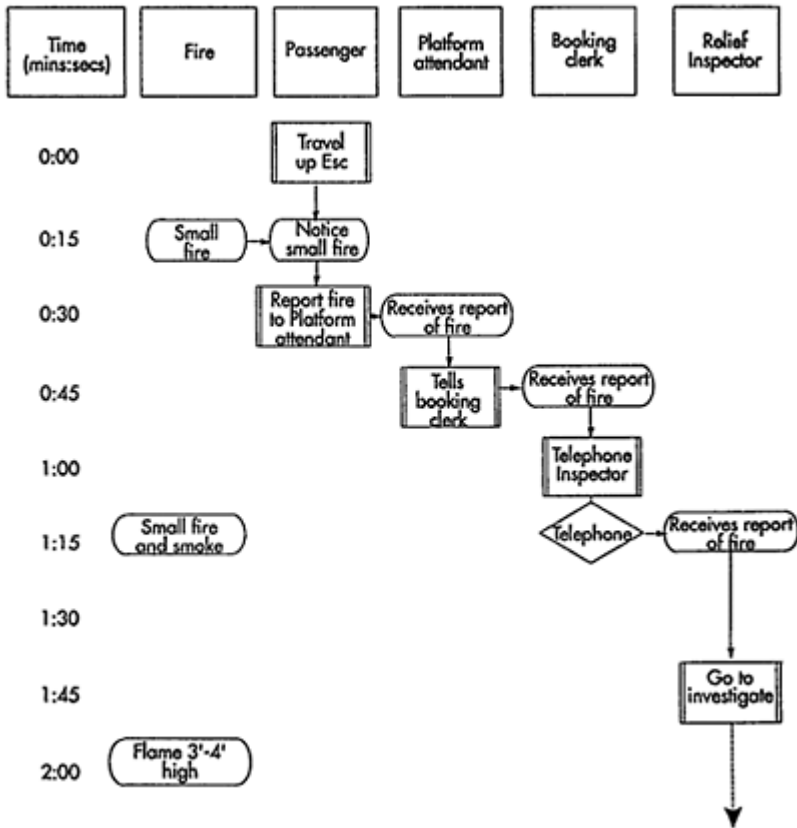 Time
(mins:secs)
Fire
Passenger
Platform
attendant
Booking
clerk
Relief
Inspector
0:00
Travel
up Esc
0:15
Small
fire
Notice
small fire
0:30
Report fire
to Platform
attendant
Receives report
of fire
0:45
Tells
booking
clerk
Receives report
of fire
1:00
Telephone
Inspector
1:15
Small fire
and smoke
Telephone
Receives report
of fire
1:30
1:45
Go to
investigate
2:00
Flame 3'-4'
high